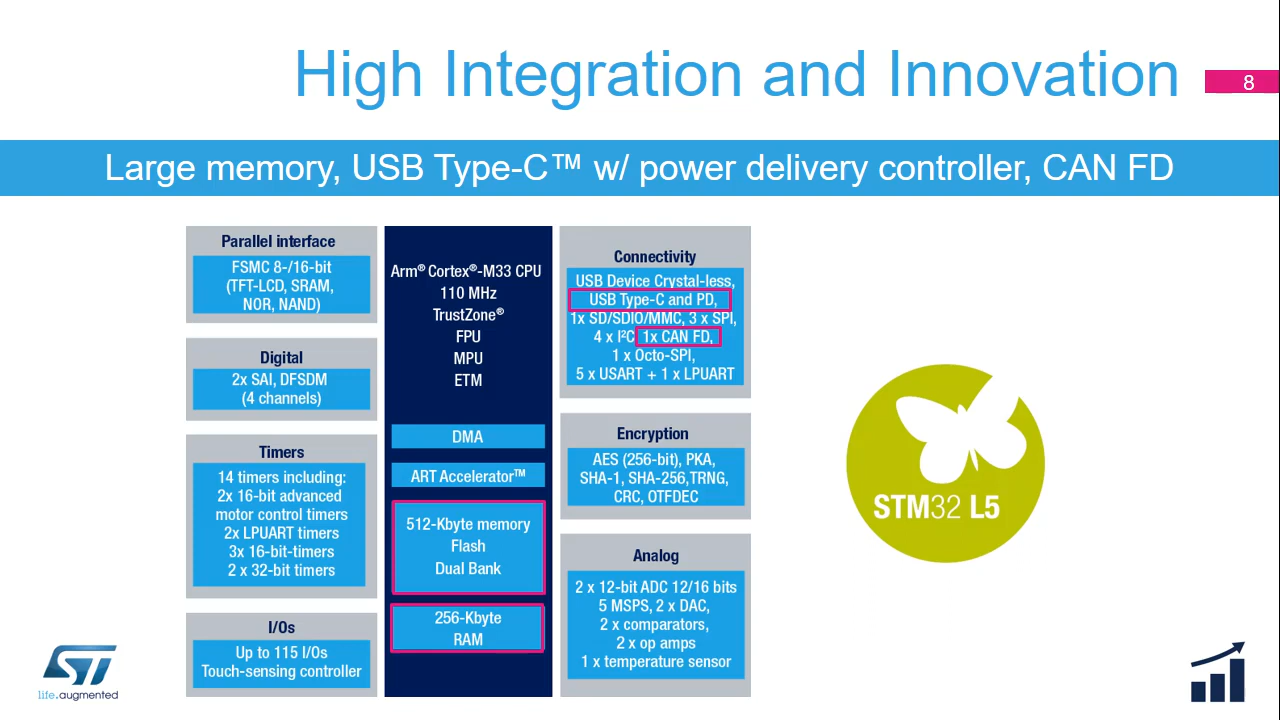 High Integration and Innovation
8
Large memory, USB Type-C™ w/ power delivery controller, CAN FD
Parallel interface
FSMC 8-/16-bit
(TFT-LCD, SRAM,
NOR, NAND)
Digital
2x SAI, DFSDM
(4 channels)
Timers
14 timers including:
2x 16-bit advanced
motor control timers
2x LPUART timers
3x 16-bit-timers
2 x 32-bit timers
I/Os
Up to 115 I/Os
Touch-sensing controller
Arm® Cortex®-M33 CPU
110 MHz
TrustZone®
FPU
MPU
ETM
DMA
ART Accelerator™
512-Kbyte memory
Flash
Dual Bank
256-Kbyte
RAM
Connectivity
USB Device Crystal-less,
USB Type-C and PD,
1x SD/SDIO/MMC, 3 x SPI,
4 x I²C 1x CAN FD,
1 x Octo-SPI,
5 x USART + 1 x LPUART
Encryption
AES (256-bit), PKA,
SHA-1, SHA-256,TRNG,
CRC, OTFDEC
Analog
2 x 12-bit ADC 12/16 bits
5 MSPS, 2 x DAC,
2 x comparators,
2 x op amps
1 x temperature sensor
STM32 L5
ST
life.augmented